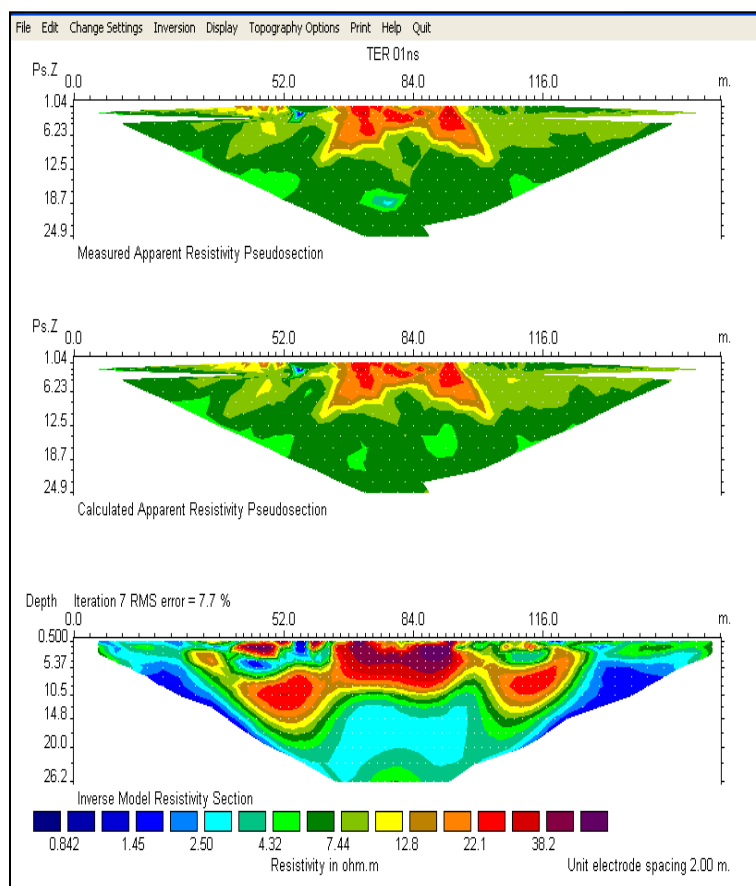 File Edit Change Settings Inversion Display Topography Options Print Help Quit
TER 01ns
Ps.Z 0.0 52.0 84.0 116.0 m.
1.04
6.23
12.5
18.7
24.9
Measured Apparent Resistivity Pseudosection
Ps.Z 0.0 52.0 84.0 116.0 m.
1.04
6.23
12.5
18.7
24.9
Calculated Apparent Resistivity Pseudosection
Depth Iteration 7 RMS error = 7.7 %
0.0 52.0 84.0 116.0 m.
0.500
5.37
10.5
14.8
20.0
26.2
Inverse Model Resistivity Section
0.842 1.45 2.50 4.32 7.44 12.8 22.1 38.2
Resistivity in ohm.m Unit electrode spacing 2.00 m.